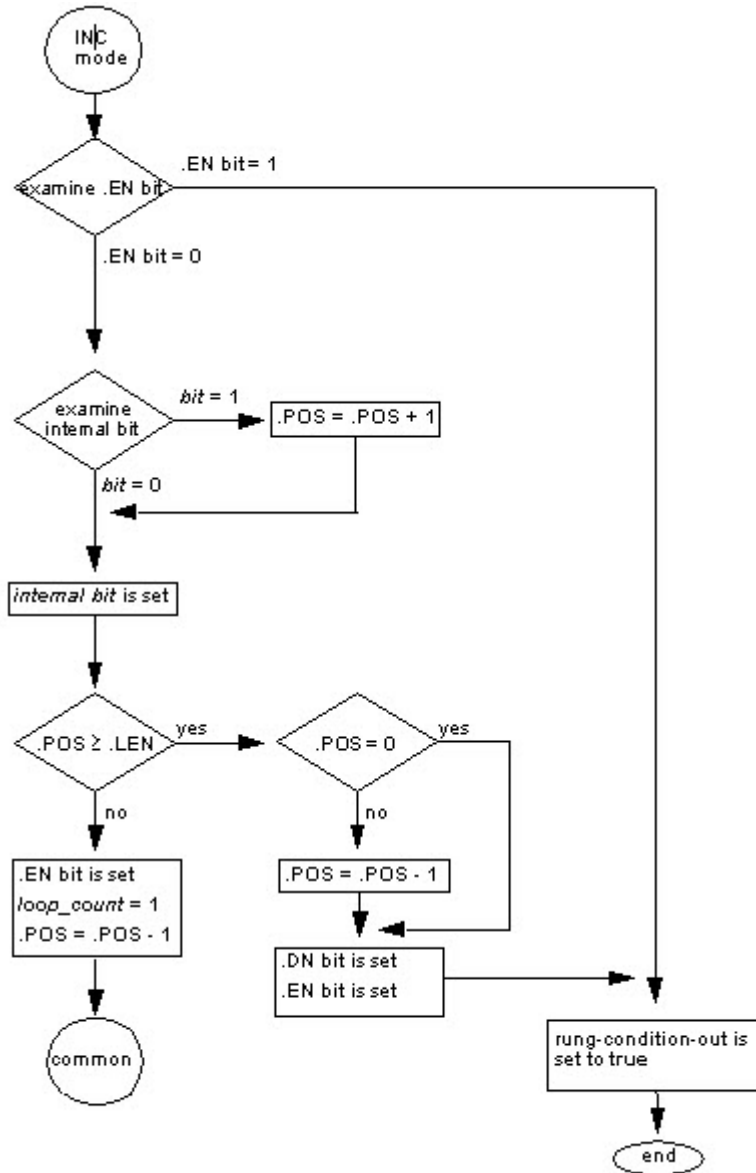 INC
mode
.EN bit = 1
examine .EN bit
.EN bit = 0
examine
internal bit
bit = 1
.POS = .POS + 1
bit = 0
internal bit is set
.POS ≥ .LEN
yes
.POS = 0
yes
no
no
.EN bit is set
loop_count = 1
.POS = .POS - 1
.POS = .POS - 1
.DN bit is set
.EN bit is set
common
rung-condition-out is
set to true
end